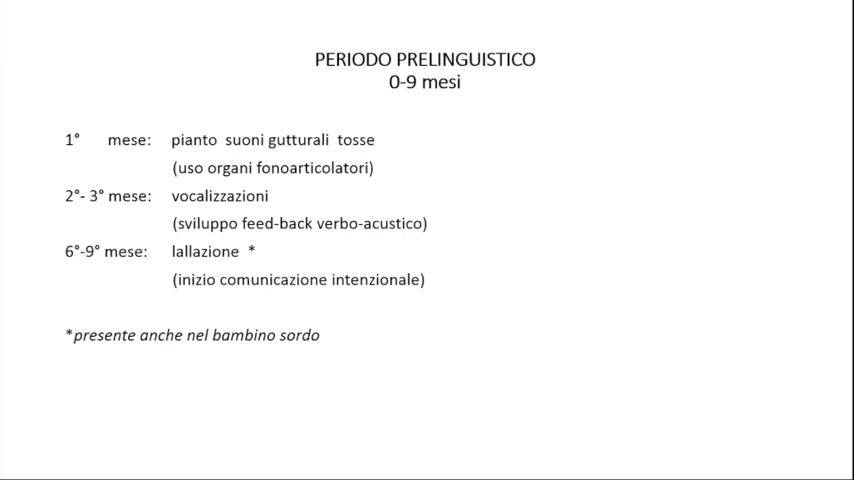 PERIODO PRELINGUISTICO
0-9 mesi
1° mese: pianto suoni gutturali tosse
(uso organi fonoarticolatori)
2°- 3° mese: vocalizzazioni
(sviluppo feed-back verbo-acustico)
6°-9° mese: lallazione *
(inizio comunicazione intenzionale)
*presente anche nel bambino sordo